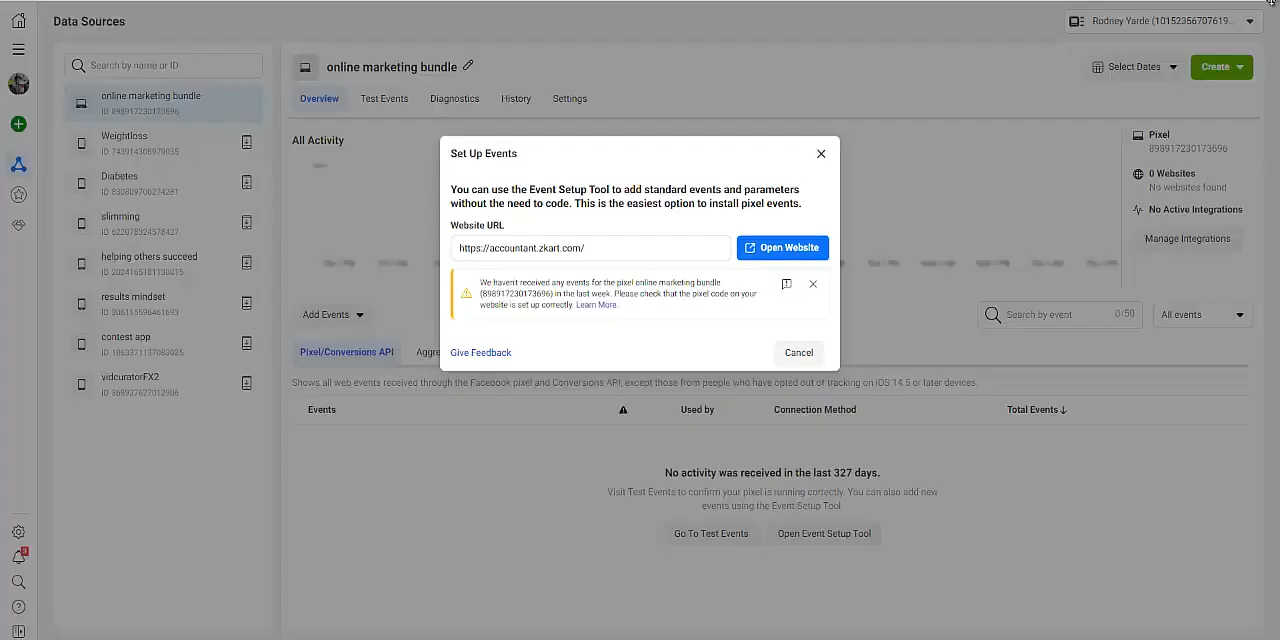 Data Sources
Rodney Yarde (10152356707619...
Search by name or ID
online marketing bundle
ID 898917230173696
Weightloss
ID 743914308979035
Diabetes
ID 830809700274281
slimming
ID 622078324578427
helping others succeed
ID 2024165181130015
results mindset
ID 306115596461693
contest app
ID 1863371137083025
vidcuratorFX2
ID 368937627012906
online marketing bundle
Select Dates
Create
Overview
Test Events
Diagnostics
History
Settings
All Activity
Pixel
898917230173696
0 Websites
No websites found
No Active Integrations
Manage Integrations
Set Up Events
You can use the Event Setup Tool to add standard events and parameters
without the need to code. This is the easiest option to install pixel events.
Website URL
https://accountant.zkart.com/
Open Website
We haven't received any events for the pixel online marketing bundle
(898917230173696) in the last week. Please check that the pixel code on your
website is set up correctly. Learn More.
Give Feedback
Cancel
Add Events
Search by event
0/50
All events
Pixel/Conversions API
Aggre
Shows all web events received through the Facebook pixel and Conversions API, except those from people who have opted out of tracking on iOS 14.5 or later devices.
Events
Used by
Connection Method
Total Events
No activity was received in the last 327 days.
Visit Test Events to confirm your pixel is running correctly. You can also add new
events using the Event Setup Tool
Go To Test Events
Open Event Setup Tool